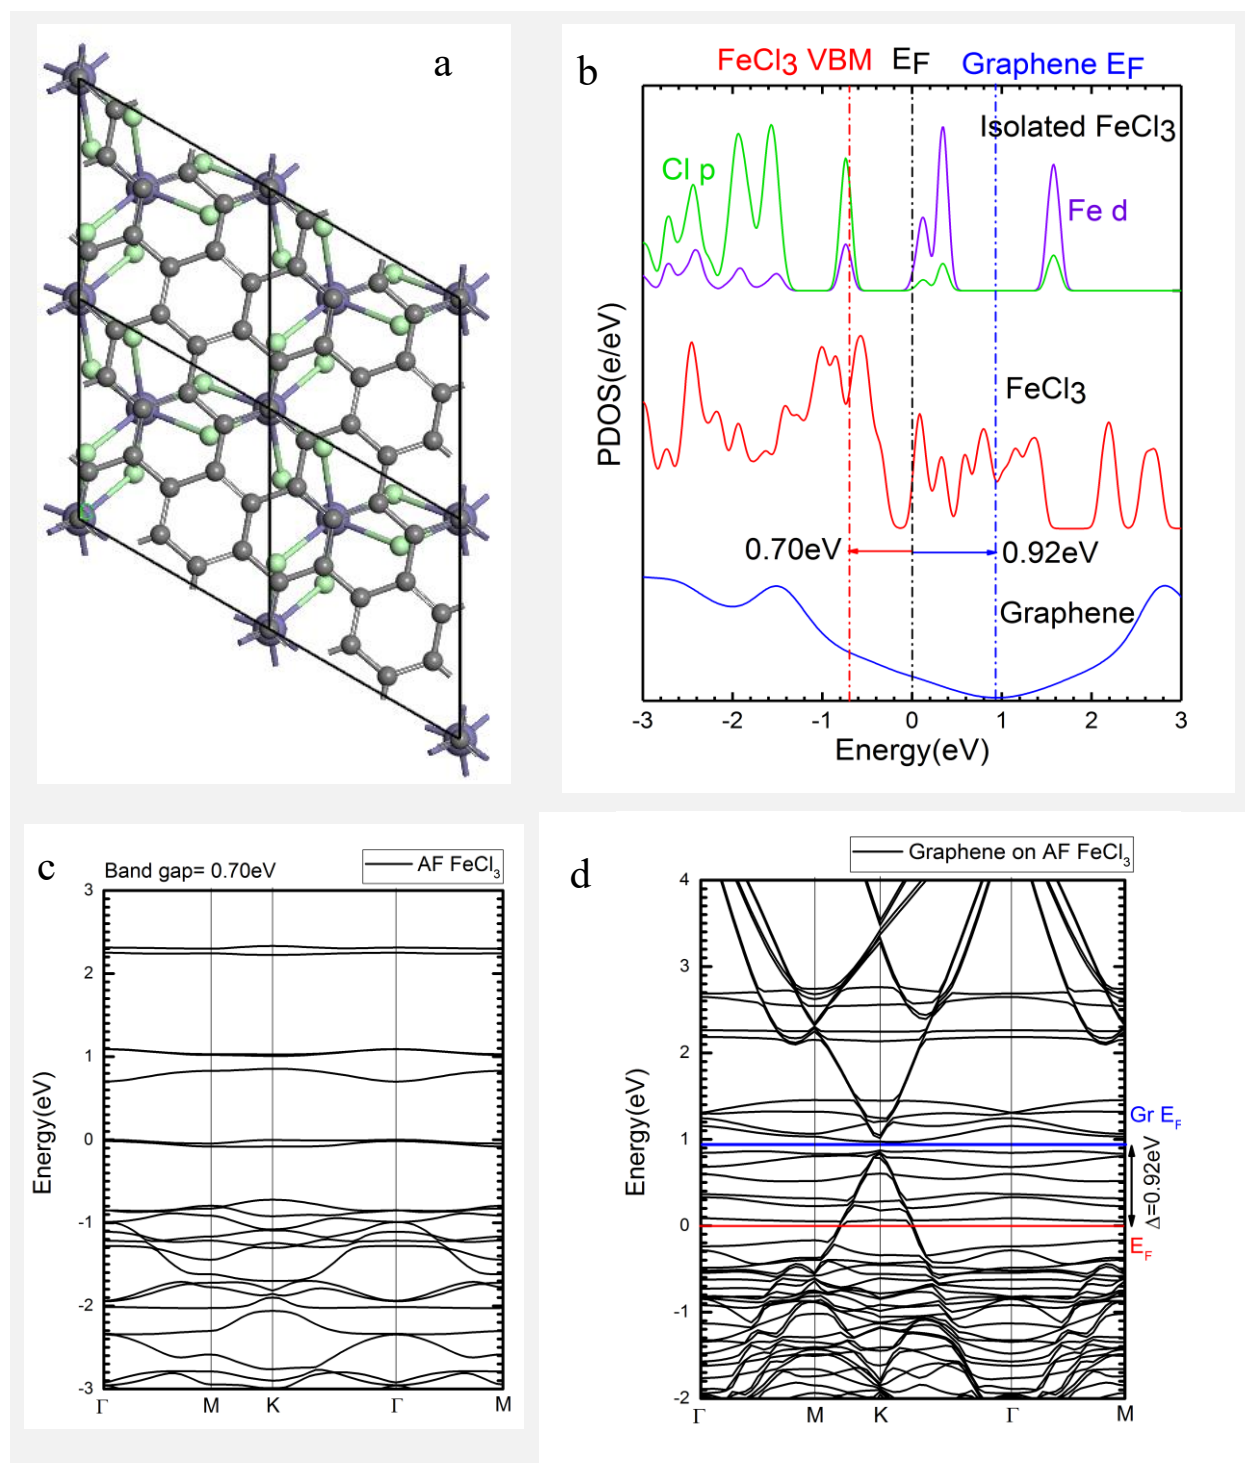 a
b
FeCl3 VBM
EF
Graphene EF
Isolated FeCl3
Cl p
Fe d
FeCl3
0.70eV
0.92eV
Graphene
PDOS(e/eV)
-3 -2 -1 0 1 2 3
Energy(eV)
c
Band gap= 0.70eV
AF FeCl3
3
2
1
0
-1
-2
-3
Energy(eV)
Γ M K Γ M
d
Graphene on AF FeCl3
4
3
2
1
0
-1
-2
Energy(eV)
Gr EF
Δ=0.92eV
EF
Γ M K Γ M